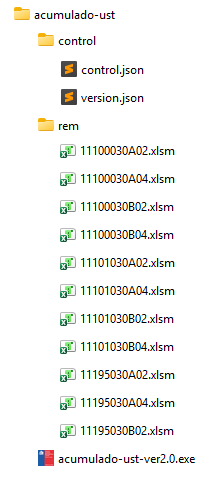 acumulado-ust
control
control.json
version.json
rem
11100030A02.xlsm
11100030A04.xlsm
11100030B02.xlsm
11100030B04.xlsm
11101030A02.xlsm
11101030A04.xlsm
11101030B02.xlsm
11101030B04.xlsm
11195030A02.xlsm
11195030A04.xlsm
11195030B02.xlsm
acumulado-ust-ver2.0.exe